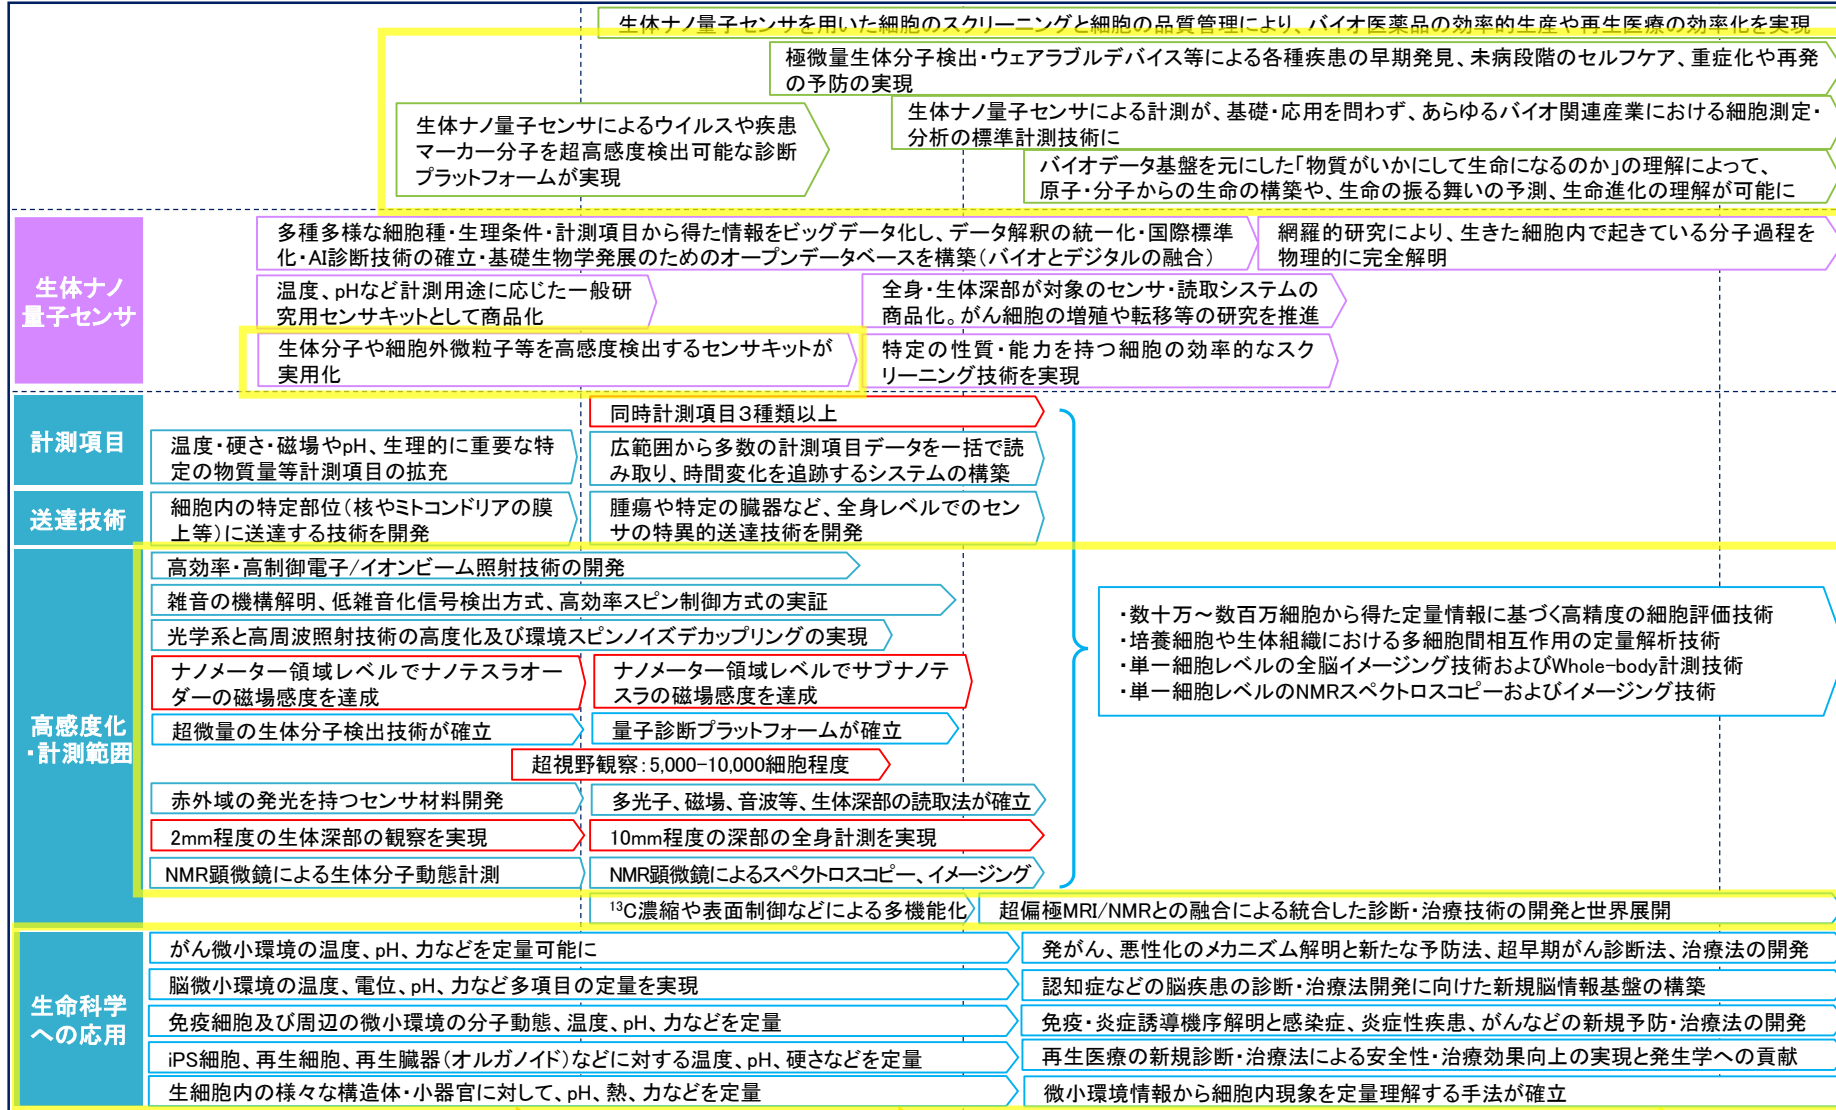 生体ナノ量子センサを用いた細胞のスクリーニングと細胞の品質管理により、バイオ医薬品の効率的生産や再生医療の効率化を実現
極微量生体分子検出・ウェアラブルデバイス等による各種疾患の早期発見、未病段階のセルフケア、重症化や再発
の予防の実現
生体ナノ量子センサによるウイルスや疾患
マーカー分子を超高感度検出可能な診断
プラットフォームが実現
生体ナノ量子センサによる計測が、基礎・応用を問わず、あらゆるバイオ関連産業における細胞測定・
分析の標準計測技術に
バイオデータ基盤を元にした「物質がいかにして生命になるのか」の理解によって、
原子・分子からの生命の構築や、生命の振る舞いの予測、生命進化の理解が可能に
生体ナノ
量子センサ
多種多様な細胞種・生理条件・計測項目から得た情報をビッグデータ化し、データ解釈の統一化・国際標準
化・AI診断技術の確立・基礎生物学発展のためのオープンデータベースを構築(バイオとデジタルの融合)
網羅的研究により、生きた細胞内で起きている分子過程を
物理的に完全解明
温度、pHなど計測用途に応じた一般研
究用センサキットとして商品化
全身・生体深部が対象のセンサ・読取システムの
商品化。がん細胞の増殖や転移等の研究を推進
生体分子や細胞外微粒子等を高感度検出するセンサキットが
実用化
特定の性質・能力を持つ細胞の効率的なスク
リーニング技術を実現
計測項目
同時計測項目3種類以上
温度・硬さ・磁場やpH、生理的に重要な特
定の物質量等計測項目の拡充
広範囲から多数の計測項目データを一括で読
み取り、時間変化を追跡するシステムの構築
送達技術
細胞内の特定部位(核やミトコンドリアの膜
上等)に送達する技術を開発
腫瘍や特定の臓器など、全身レベルでのセン
サの特異的送達技術を開発
高感度化
・計測範囲
高効率・高制御電子/イオンビーム照射技術の開発
雑音の機構解明、低雑音化信号検出方式、高効率スピン制御方式の実証
光学系と高周波照射技術の高度化及び環境スピンノイズデカップリングの実現
ナノメーター領域レベルでナノテスラオー
ダーの磁場感度を達成
ナノメーター領域レベルでサブナノテ
スラの磁場感度を達成
超微量の生体分子検出技術が確立
量子診断プラットフォームが確立
超視野観察:5,000-10,000細胞程度
赤外域の発光を持つセンサ材料開発
多光子、磁場、音波等、生体深部の読取法が確立
2mm程度の生体深部の観察を実現
10mm程度の深部の全身計測を実現
NMR顕微鏡による生体分子動態計測
NMR顕微鏡によるスペクトロスコピー、イメージング
¹³C濃縮や表面制御などによる多機能化
超偏極MRI/NMRとの融合による統合した診断・治療技術の開発と世界展開
・数十万～数百万細胞から得た定量情報に基づく高精度の細胞評価技術
・培養細胞や生体組織における多細胞間相互作用の定量解析技術
・単一細胞レベルの全脳イメージング技術およびWhole-body計測技術
・単一細胞レベルのNMRスペクトロスコピーおよびイメージング技術
生命科学
への応用
がん微小環境の温度、pH、力などを定量可能に
発がん、悪性化のメカニズム解明と新たな予防法、超早期がん診断法、治療法の開発
脳微小環境の温度、電位、pH、力など多項目の定量を実現
認知症などの脳疾患の診断・治療法開発に向けた新規脳情報基盤の構築
免疫細胞及び周辺の微小環境の分子動態、温度、pH、力などを定量
免疫・炎症誘導機序解明と感染症、炎症性疾患、がんなどの新規予防・治療法の開発
iPS細胞、再生細胞、再生臓器(オルガノイド)などに対する温度、pH、硬さなどを定量
再生医療の新規診断・治療法による安全性・治療効果向上の実現と発生学への貢献
生細胞内の様々な構造体・小器官に対して、pH、熱、力などを定量
微小環境情報から細胞内現象を定量理解する手法が確立